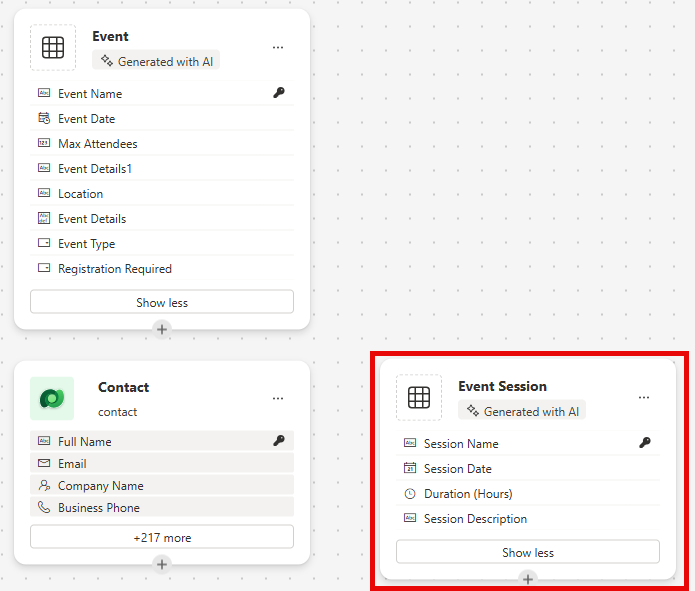 Event
Generated with AI
Event Name
Event Date
Max Attendees
Event Details1
Location
Event Details
Event Type
Registration Required
Show less
Contact
contact
Full Name
Email
Company Name
Business Phone
+217 more
Event Session
Generated with AI
Session Name
Session Date
Duration (Hours)
Session Description
Show less